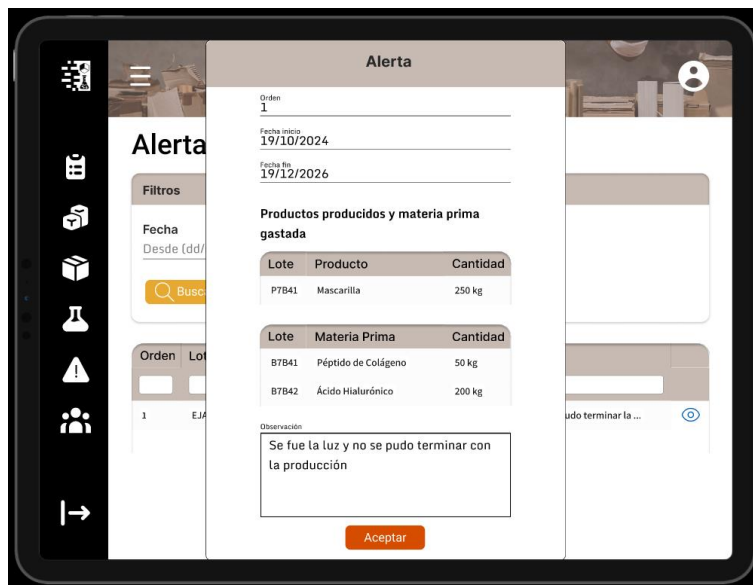 Alerta
Orden
1
Fecha inicio
19/10/2024
Fecha fin
19/12/2026
Productos producidos y materia prima
gastada
Lote Producto Cantidad
P7B41 Mascarilla 250 kg
Lote Materia Prima Cantidad
B7B41 Péptido de Colágeno 50 kg
B7B42 Ácido Hialurónico 200 kg
Observación
Se fue la luz y no se pudo terminar con
la producción
Aceptar
Alerta
Filtros
Fecha
Desde (dd/
Busc
Orden Lot
1 EJA
udo terminar la ...